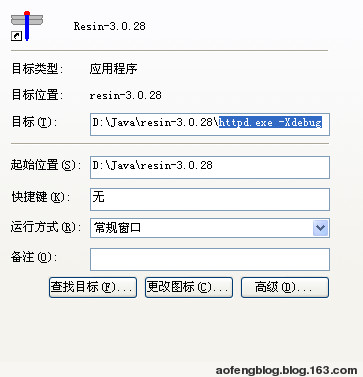 Resin-3.0.28
目标类型: 应用程序
目标位置: resin-3.0.28
目标(T): D:\Java\resin-3.0.28\httpd.exe -Xdebug
起始位置(S): D:\Java\resin-3.0.28
快捷键(K): 无
运行方式(R): 常规窗口
备注(O):
查找目标(F)... 更改图标(C)... 高级(D)...
aofengblog.blog.163.com